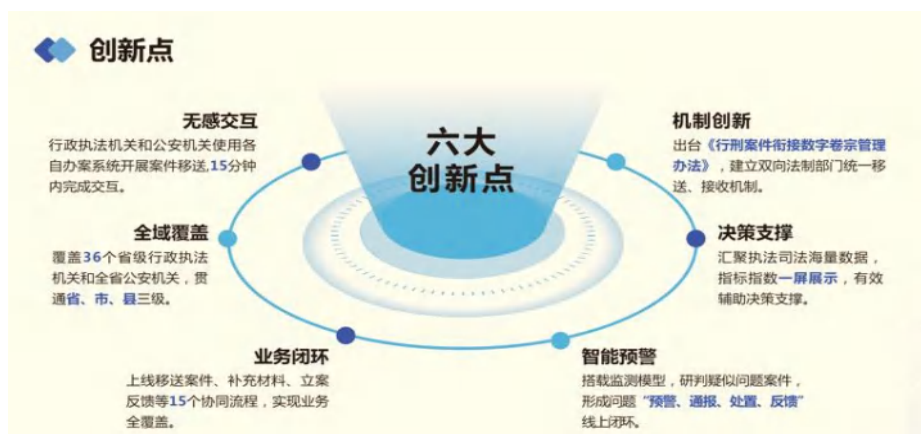 创新点
六大
创新点
无感交互
行政执法机关和公安机关使用各
自办案系统开展案件移送,15分钟
内完成交互。
全域覆盖
覆盖36个省级行政执法
机关和全省公安机关，贯
通省、市、县三级。
业务闭环
上线移送案件、补充材料、立案
反馈等15个协同流程，实现业务
全覆盖。
机制创新
出台《行刑案件衔接数字卷宗管理
办法》，建立双向法制部门统一移
送、接收机制。
决策支撑
汇聚执法司法海量数据，
指标指数一屏展示，有效
辅助决策支撑。
智能预警
搭载监测模型，研判疑似问题案件，
形成问题“预警、通报、处置、反馈”
线上闭环。